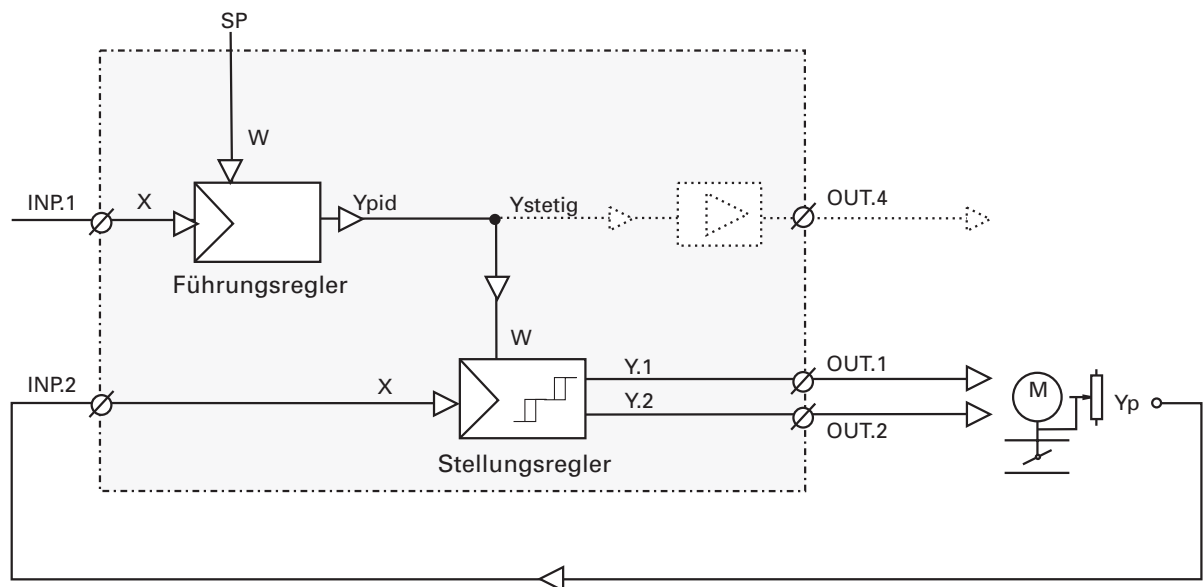 SP
W
INP.1
X
Ypid
Ystetig
OUT.4
Führungsregler
W
INP.2
X
Y.1
OUT.1
M
Y.2
OUT.2
Yp
Stellungsregler